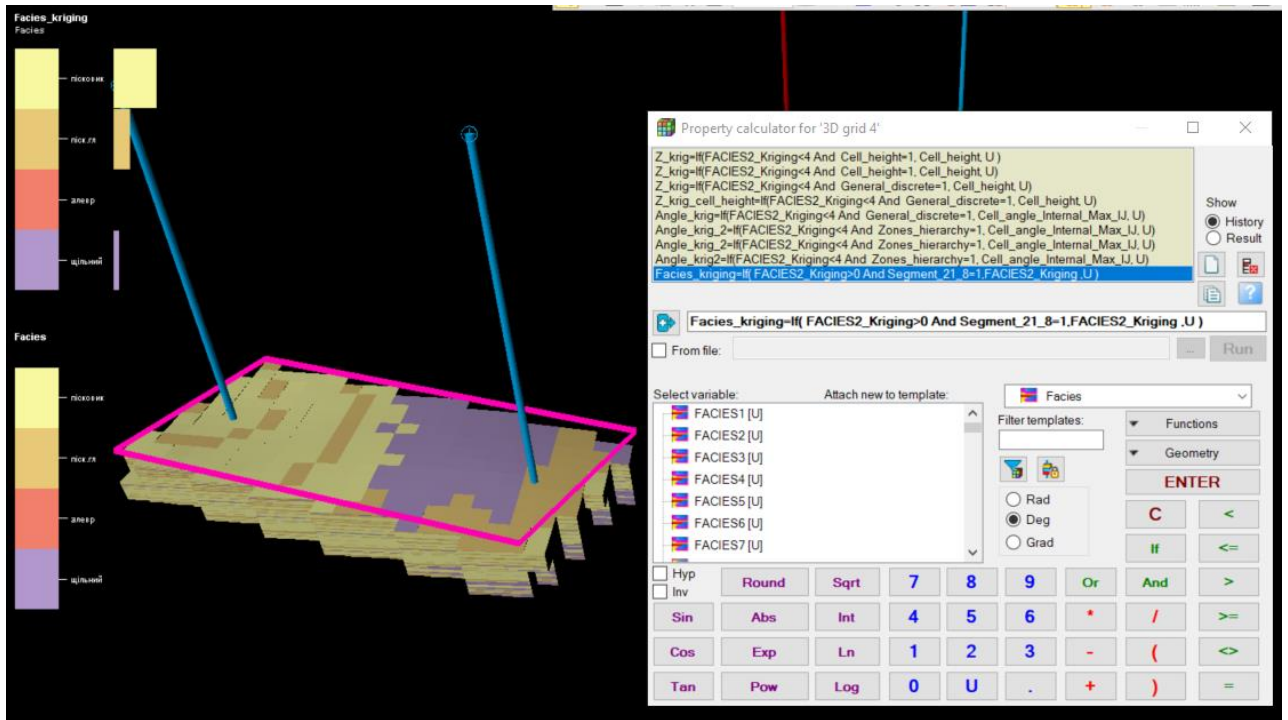 Facies_kriging
Facies
пісковик
піск.гл
алевр
щільний
Facies
пісковик
піск.гл
алевр
щільний
Property calculator for '3D grid 4'
Z_krig=If(FACIES2_Kriging<4 And Cell_height=1, Cell_height, U )
Z_krig=If(FACIES2_Kriging<4 And Cell_height=1, Cell_height, U)
Z_krig=If(FACIES2_Kriging<4 And General_discrete=1, Cell_height, U)
Z_krig_cell_height=If(FACIES2_Kriging<4 And General_discrete=1, Cell_height, U)
Angle_krig=If(FACIES2_Kriging<4 And General_discrete=1, Cell_angle_Internal_Max_IJ, U)
Angle_krig_2=If(FACIES2_Kriging<4 And Zones_hierarchy=1, Cell_angle_Internal_Max_IJ, U)
Angle_krig_2=If(FACIES2_Kriging<4 And Zones_hierarchy=1, Cell_angle_Internal_Max_IJ, U)
Angle_krig2=If(FACIES2_Kriging<4 And Zones_hierarchy=1, Cell_angle_Internal_Max_IJ, U)
Facies_kriging=If( FACIES2_Kriging>0 And Segment_21_8=1,FACIES2_Kriging ,U )
Show
History
Result
Facies_kriging=If( FACIES2_Kriging>0 And Segment_21_8=1,FACIES2_Kriging ,U )
From file:
... Run
Select variable: Attach new to template: Facies
FACIES1 [U]
FACIES2 [U]
FACIES3 [U]
FACIES4 [U]
FACIES5 [U]
FACIES6 [U]
FACIES7 [U]
Filter templates:
Rad
Deg
Grad
Functions
Geometry
ENTER
C <
If <=
Hyp
Inv
Round Sqrt 7 8 9 Or And >
Sin Abs Int 4 5 6 * / >=
Cos Exp Ln 1 2 3 - ( <>
Tan Pow Log 0 U . + ) =